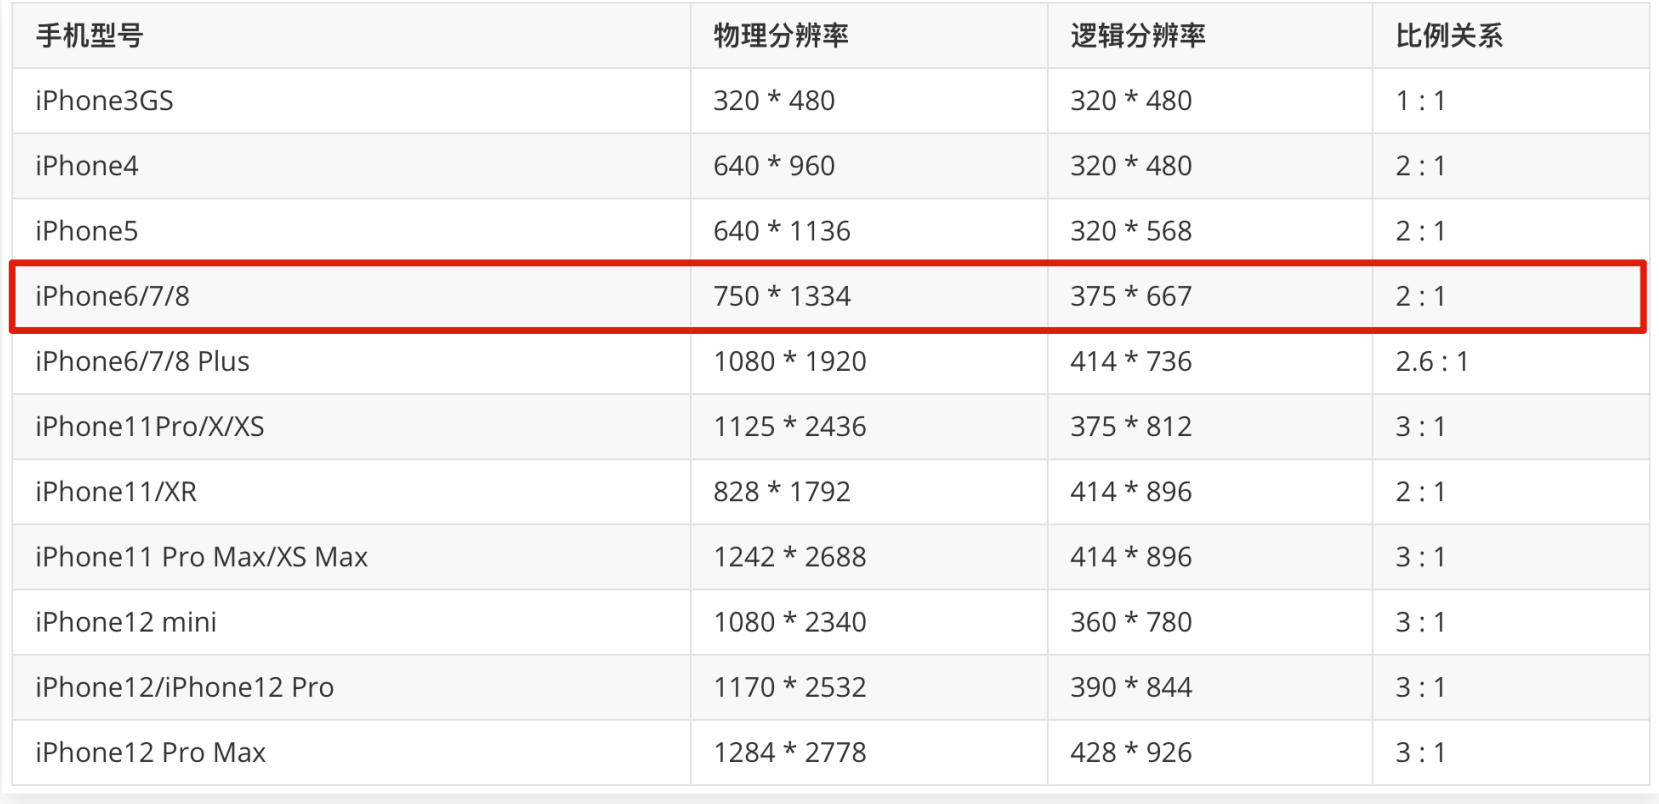 手机型号 物理分辨率 逻辑分辨率 比例关系
iPhone3GS 320 * 480 320 * 480 1 : 1
iPhone4 640 * 960 320 * 480 2 : 1
iPhone5 640 * 1136 320 * 568 2 : 1
iPhone6/7/8 750 * 1334 375 * 667 2 : 1
iPhone6/7/8 Plus 1080 * 1920 414 * 736 2.6 : 1
iPhone11Pro/X/XS 1125 * 2436 375 * 812 3 : 1
iPhone11/XR 828 * 1792 414 * 896 2 : 1
iPhone11 Pro Max/XS Max 1242 * 2688 414 * 896 3 : 1
iPhone12 mini 1080 * 2340 360 * 780 3 : 1
iPhone12/iPhone12 Pro 1170 * 2532 390 * 844 3 : 1
iPhone12 Pro Max 1284 * 2778 428 * 926 3 : 1